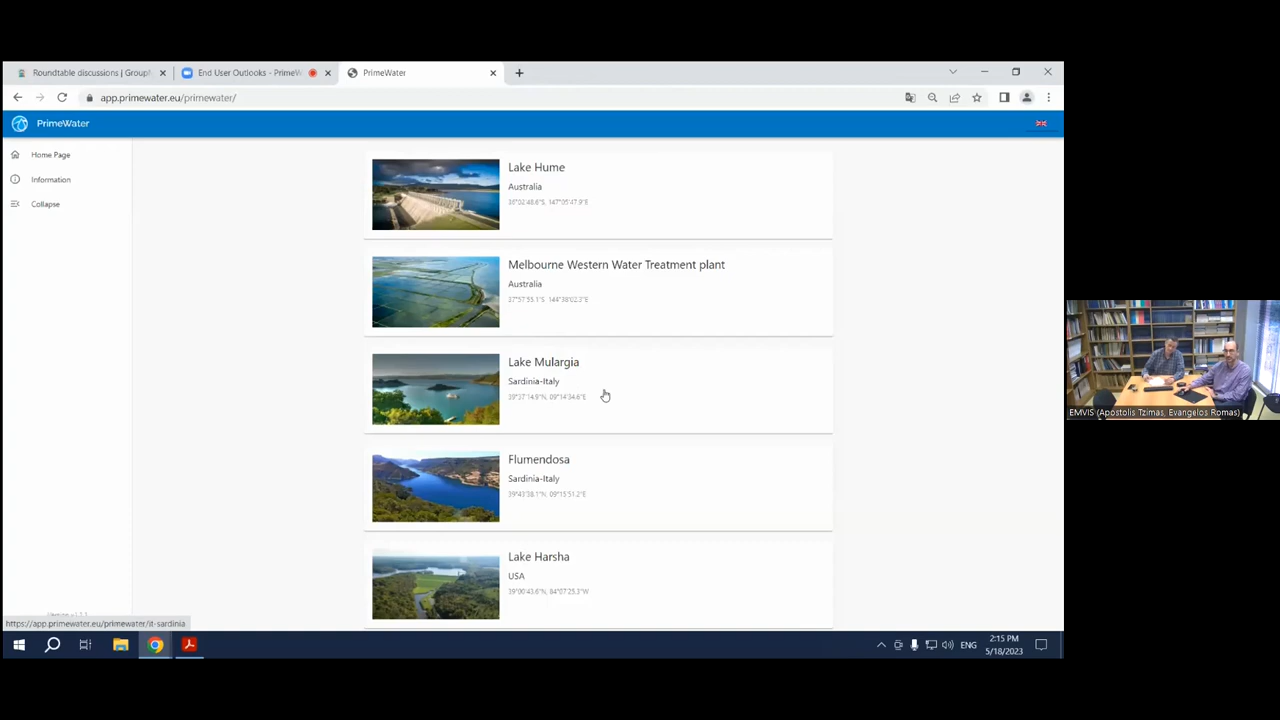 Roundtable discussions | Group
End User Outlooks - PrimeW
PrimeWater
app.primewater.eu/primewater/
PrimeWater
Home Page
Information
Collapse
Lake Hume
Australia
Melbourne Western Water Treatment plant
Australia
Lake Mulargia
Sardinia-Italy
Flumendosa
Sardinia-Italy
Lake Harsha
USA
https://app.primewater.eu/primewater/it-sardinia
ENG
2:15 PM
5/18/2023
EMVIS (Apostolis Tzimas, Evangelos Romas)